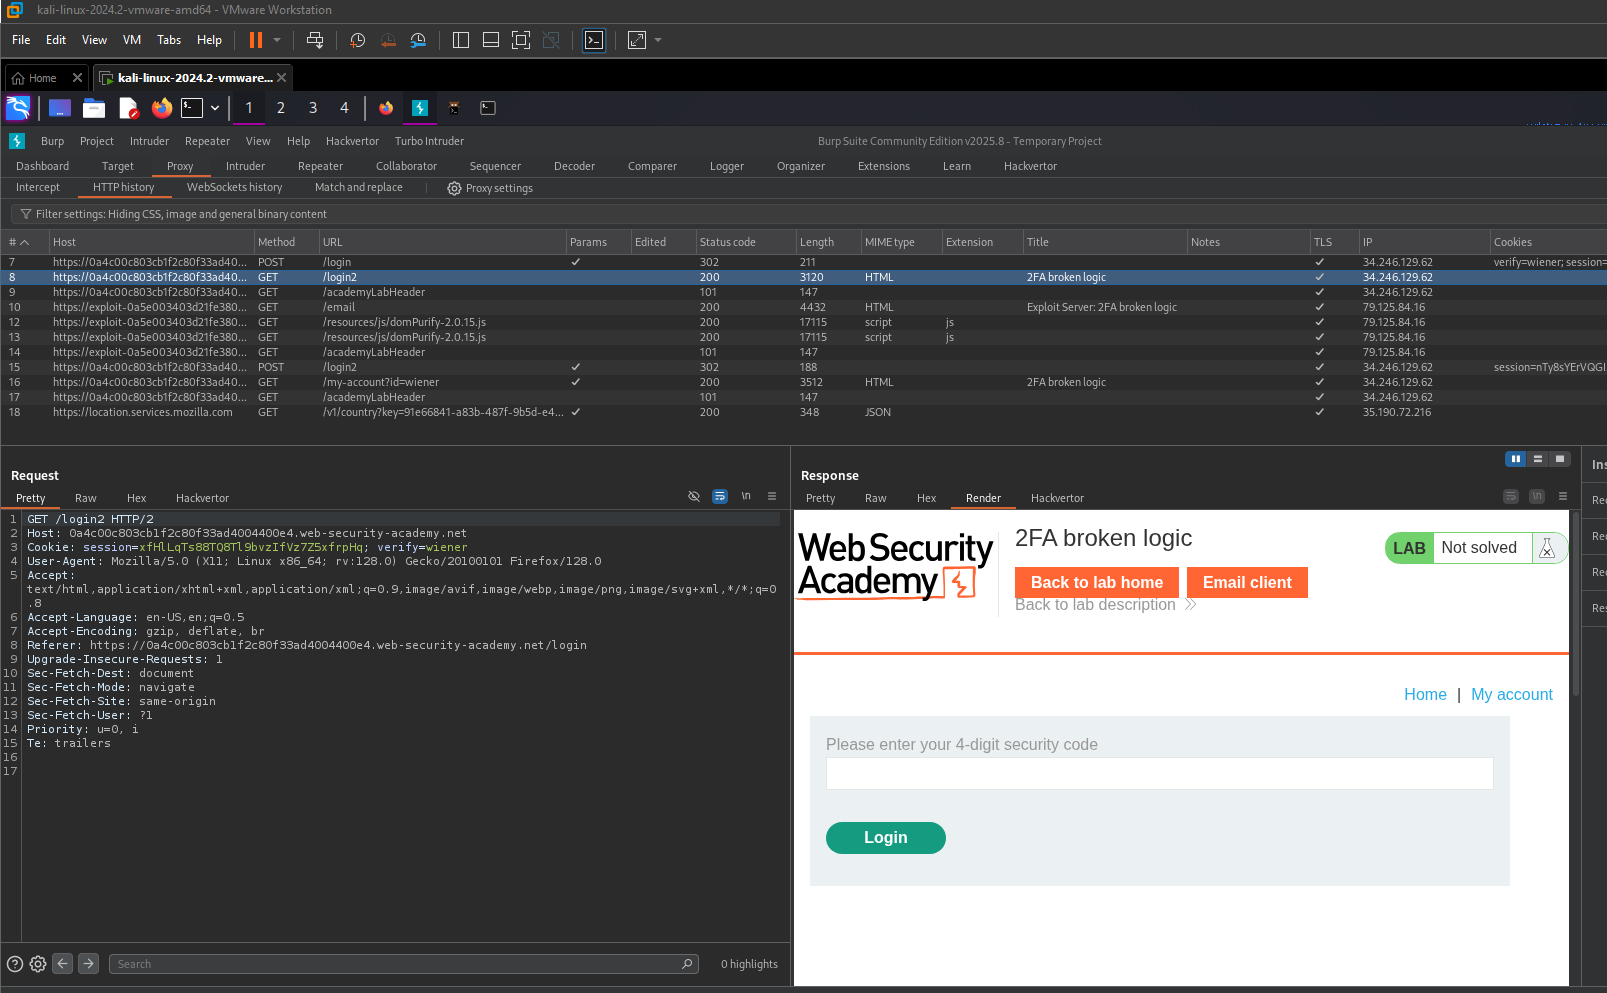 kali-linux-2024.2-vmware-amd64 - VMware Workstation
File Edit View VM Tabs Help
Home kali-linux-2024.2-vmware...
1 2 3 4
Burp Project Intruder Repeater View Help Hackvertor Turbo Intruder Burp Suite Community Edition v2025.8 - Temporary Project
Dashboard Target Proxy Intruder Repeater Collaborator Sequencer Decoder Comparer Logger Organizer Extensions Learn Hackvertor
Intercept HTTP history WebSockets history Match and replace Proxy settings
Filter settings: Hiding CSS, image and general binary content
# Host Method URL Params Edited Status code Length MIME type Extension Title Notes TLS IP Cookies
7 https://0a4c00c803cb1f2c80f33ad40... POST /login ✓ 302 211 ✓ 34.246.129.62 verify=wiener; session=
8 https://0a4c00c803cb1f2c80f33ad40... GET /login2 200 3120 HTML 2FA broken logic ✓ 34.246.129.62
9 https://0a4c00c803cb1f2c80f33ad40... GET /academyLabHeader 101 147 ✓ 34.246.129.62
10 https://exploit-0a5e003403d21fe380... GET /email 200 4432 HTML Exploit Server: 2FA broken logic ✓ 79.125.84.16
12 https://exploit-0a5e003403d21fe380... GET /resources/js/domPurify-2.0.15.js 200 17115 script js ✓ 79.125.84.16
13 https://exploit-0a5e003403d21fe380... GET /resources/js/domPurify-2.0.15.js 200 17115 script js ✓ 79.125.84.16
14 https://exploit-0a5e003403d21fe380... GET /academyLabHeader 101 147 ✓ 79.125.84.16
15 https://0a4c00c803cb1f2c80f33ad40... POST /login2 ✓ 302 188 ✓ 34.246.129.62 session=nTy8sYErVQGI
16 https://0a4c00c803cb1f2c80f33ad40... GET /my-account?id=wiener ✓ 200 3512 HTML 2FA broken logic ✓ 34.246.129.62
17 https://0a4c00c803cb1f2c80f33ad40... GET /academyLabHeader 101 147 ✓ 34.246.129.62
18 https://location.services.mozilla.com GET /v1/country?key=91e66841-a83b-487f-9b5d-e4... ✓ 200 348 JSON ✓ 35.190.72.216
Request
Pretty Raw Hex Hackvertor \n
1 GET /login2 HTTP/2
2 Host: 0a4c00c803cb1f2c80f33ad4004400e4.web-security-academy.net
3 Cookie: session=xfHlLqTs88TQ8Tl9bvzIfVz7Z5xfrpHq; verify=wiener
4 User-Agent: Mozilla/5.0 (X11; Linux x86_64; rv:128.0) Gecko/20100101 Firefox/128.0
5 Accept:
text/html,application/xhtml+xml,application/xml;q=0.9,image/avif,image/webp,image/png,image/svg+xml,*/*;q=0
.8
6 Accept-Language: en-US,en;q=0.5
7 Accept-Encoding: gzip, deflate, br
8 Referer: https://0a4c00c803cb1f2c80f33ad4004400e4.web-security-academy.net/login
9 Upgrade-Insecure-Requests: 1
10 Sec-Fetch-Dest: document
11 Sec-Fetch-Mode: navigate
12 Sec-Fetch-Site: same-origin
13 Sec-Fetch-User: ?1
14 Priority: u=0, i
15 Te: trailers
16
17
Search 0 highlights
Response
Pretty Raw Hex Render Hackvertor \n
Web Security
Academy
2FA broken logic
LAB Not solved
Back to lab home Email client
Back to lab description
Home | My account
Please enter your 4-digit security code
Login
Ins
Rec
Rec
Rec
Res